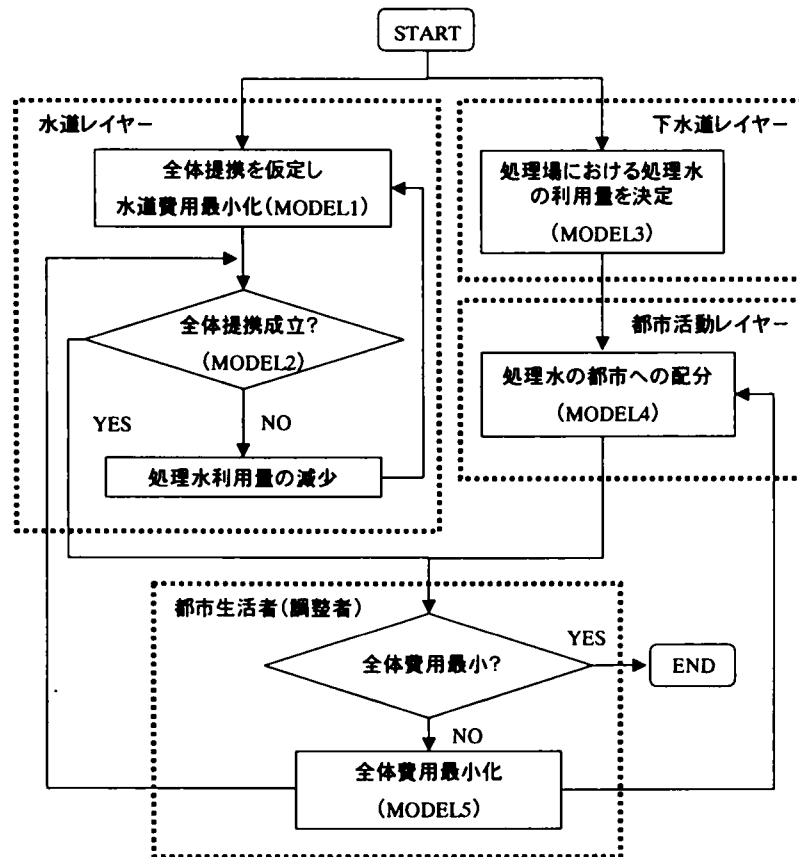 START
水道レイヤー
全体提携を仮定し
水道費用最小化(MODEL1)
全体提携成立?
(MODEL2)
YES
NO
処理水利用量の減少
下水道レイヤー
処理場における処理水
の利用量を決定
(MODEL3)
都市活動レイヤー
処理水の都市への配分
(MODEL4)
都市生活者(調整者)
全体費用最小?
YES
END
NO
全体費用最小化
(MODEL5)